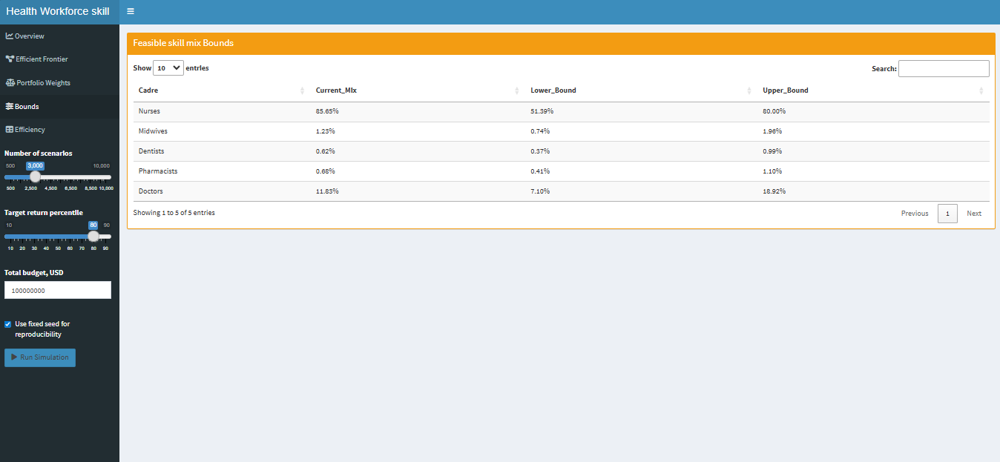 Health Workforce skill
Overview
Efficient Frontier
Portfolio Weights
Bounds
Efficiency
Number of scenarios
500 3,000 10,000
500 2,500 4,500 6,500 8,500 10,000
Target return percentile
10 80 90
10 20 30 40 50 60 70 80 90
Total budget, USD
100000000
Use fixed seed for
reproducibility
Run Simulation
Feasible skill mix Bounds
Show 10 entries
Search:
Cadre Current_Mix Lower_Bound Upper_Bound
Nurses 85.65% 51.39% 80.00%
Midwives 1.23% 0.74% 1.96%
Dentists 0.62% 0.37% 0.99%
Pharmacists 0.68% 0.41% 1.10%
Doctors 11.83% 7.10% 18.92%
Showing 1 to 5 of 5 entries
Previous 1 Next